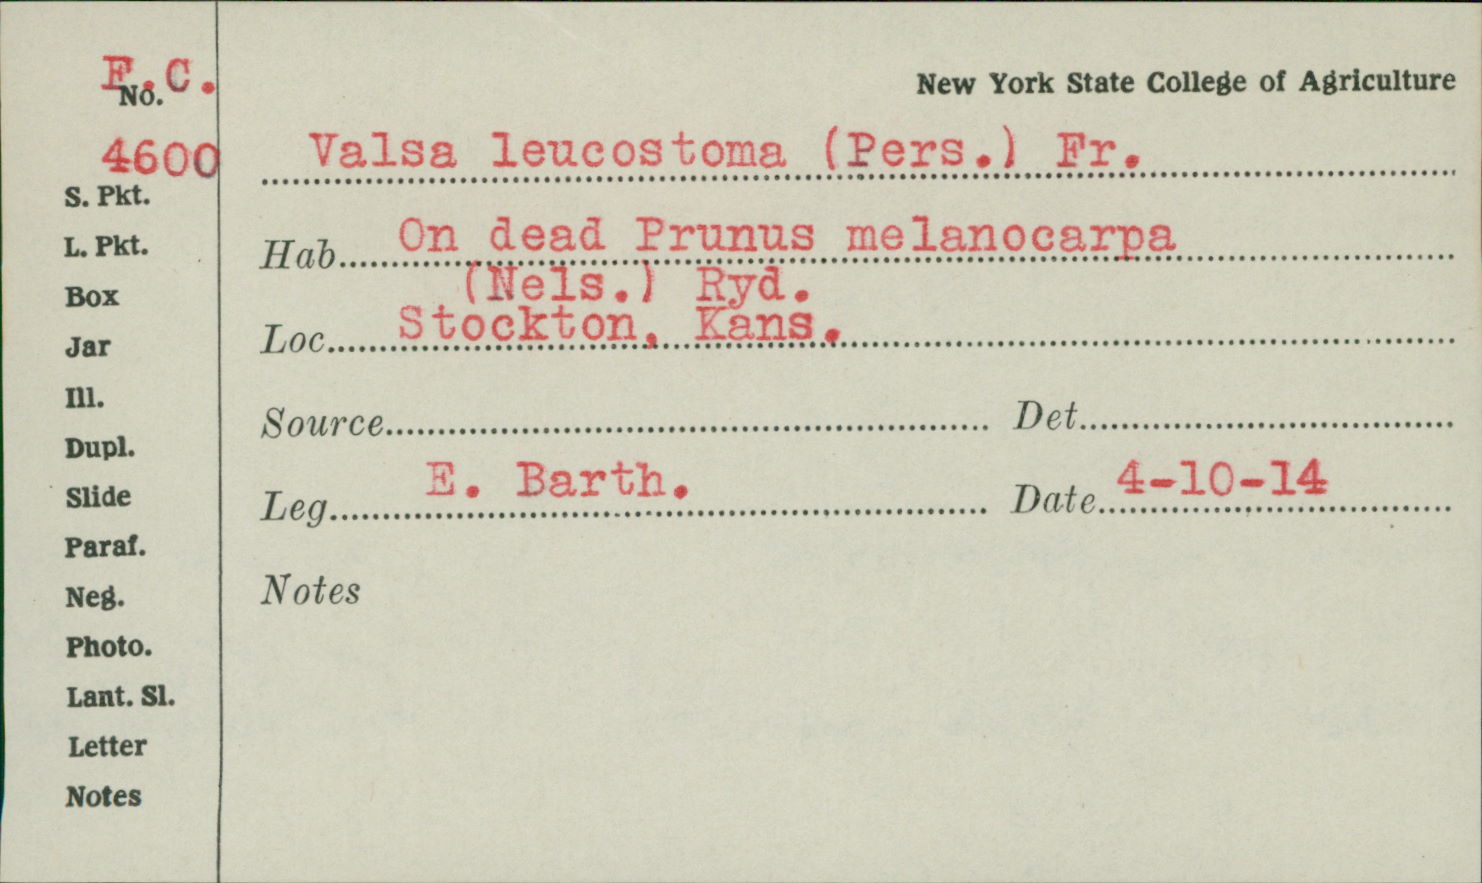 F.C.
No.
New York State College of Agriculture
4600
Valsa leucostoma (Pers.) Fr.
S. Pkt.
L. Pkt.
Hab. On dead Prunus melanocarpa
(Nels.) Ryd.
Box
Loc. Stockton, Kans.
Jar
Ill.
Source
Det.
Dupl.
Slide
Leg. E. Barth.
Date 4-10-14
Paraf.
Neg.
Notes
Photo.
Lant. Sl.
Letter
Notes